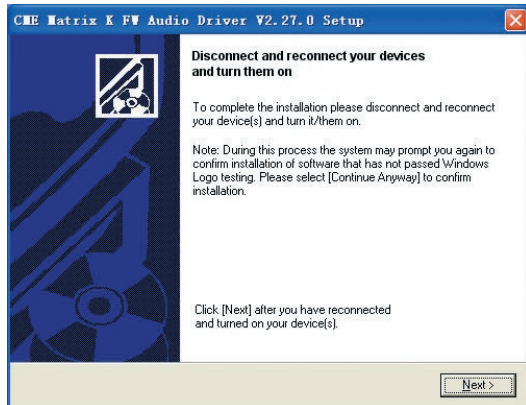 CME Matrix K FW Audio Driver V2.27.0 Setup
Disconnect and reconnect your devices
and turn them on
To complete the installation please disconnect and reconnect
your device(s) and turn it/them on.
Note: During this process the system may prompt you again to
confirm installation of software that has not passed Windows
Logo testing. Please select [Continue Anyway] to confirm
installation.
Click [Next] after you have reconnected
and turned on your device(s).
Next >